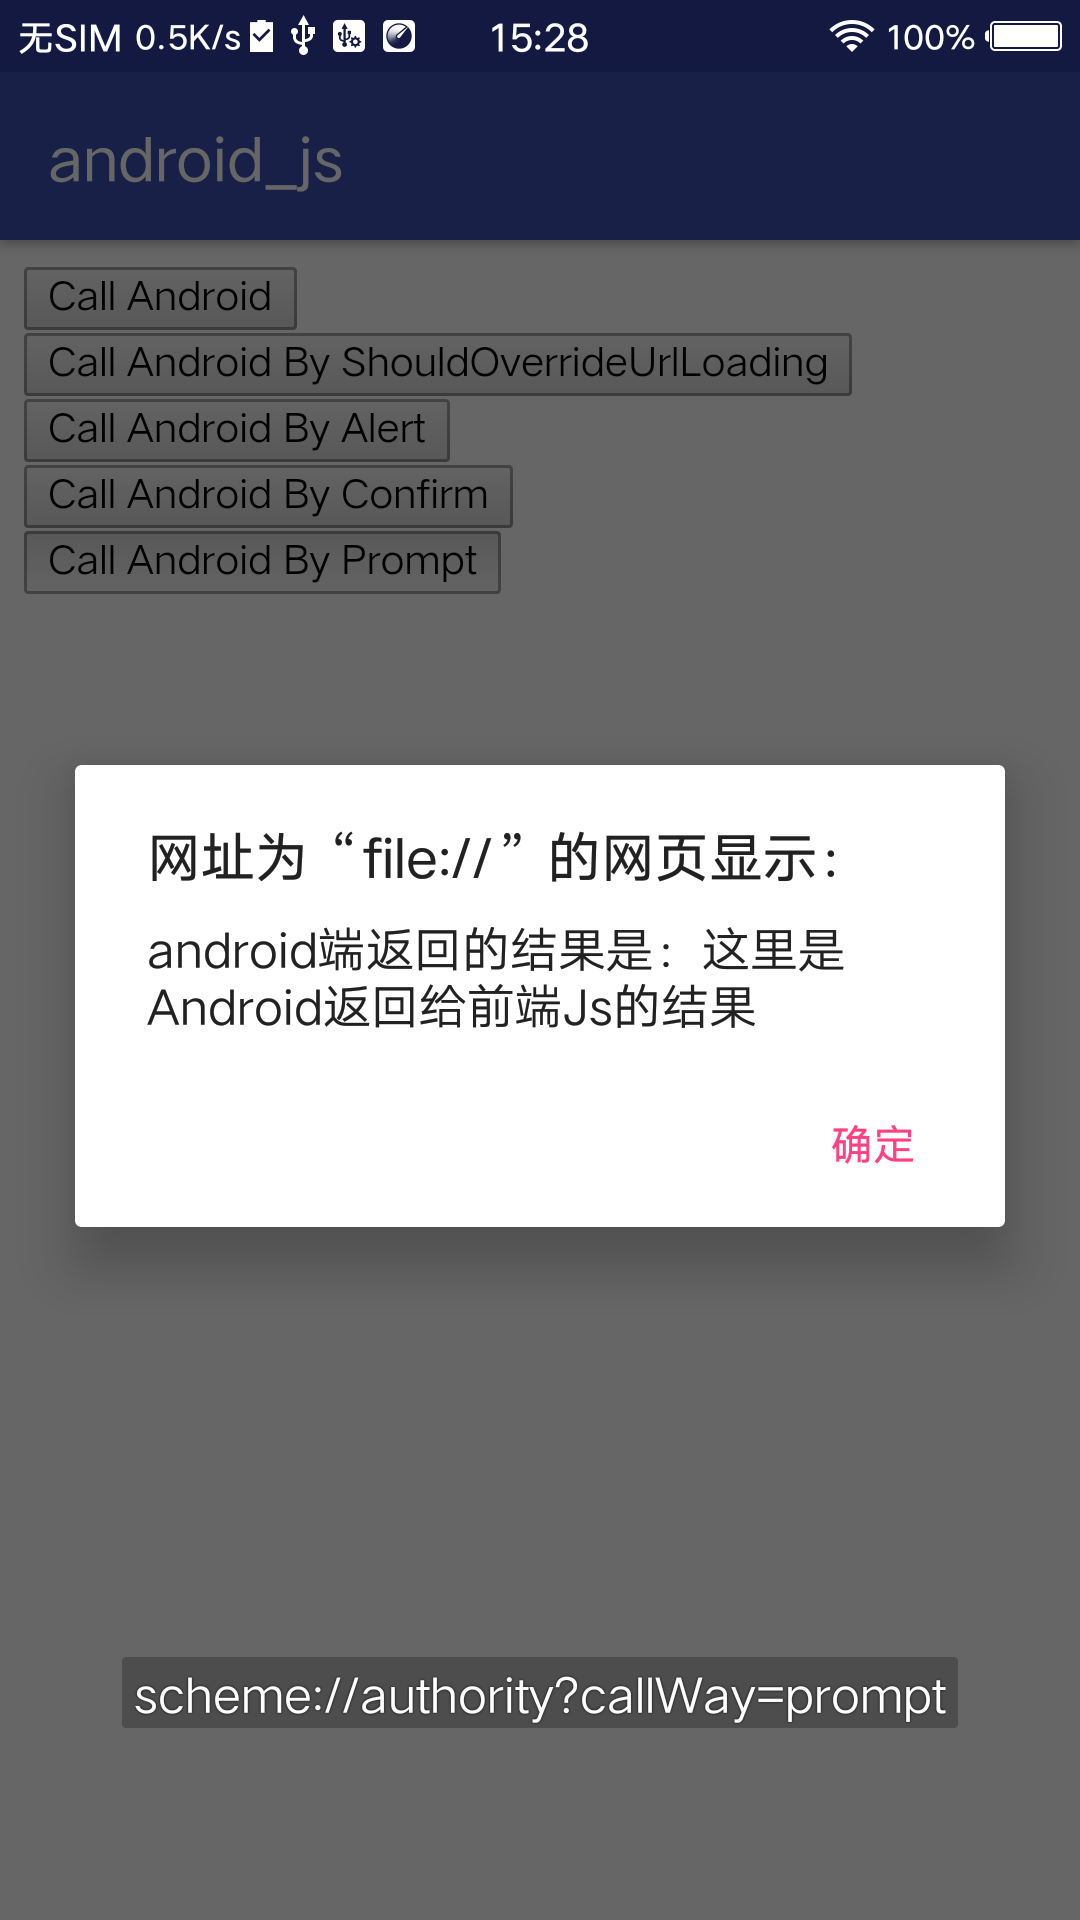 无SIM 0.5K/s 15:28 100%
android_js
Call Android
Call Android By ShouldOverrideUrlLoading
Call Android By Alert
Call Android By Confirm
Call Android By Prompt
网址为“file://”的网页显示：
android端返回的结果是：这里是
Android返回给前端Js的结果
确定
scheme://authority?callWay=prompt